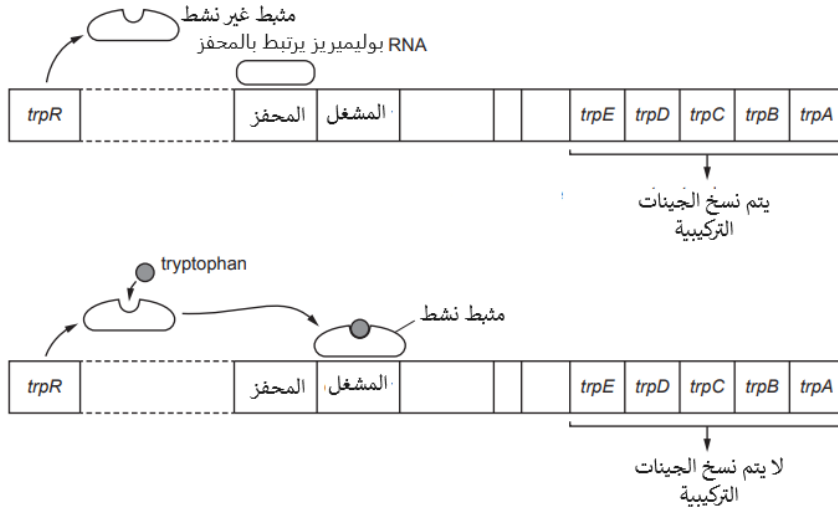 مثبط غير نشط
RNA بوليميريز يرتبط بالمحفز
trpR
المحفز
المشغل
trpE
trpD
trpC
trpB
trpA
يتم نسخ الجينات
التركيبية
tryptophan
مثبط نشط
trpR
المحفز
المشغل
trpE
trpD
trpC
trpB
trpA
لا يتم نسخ الجينات
التركيبية